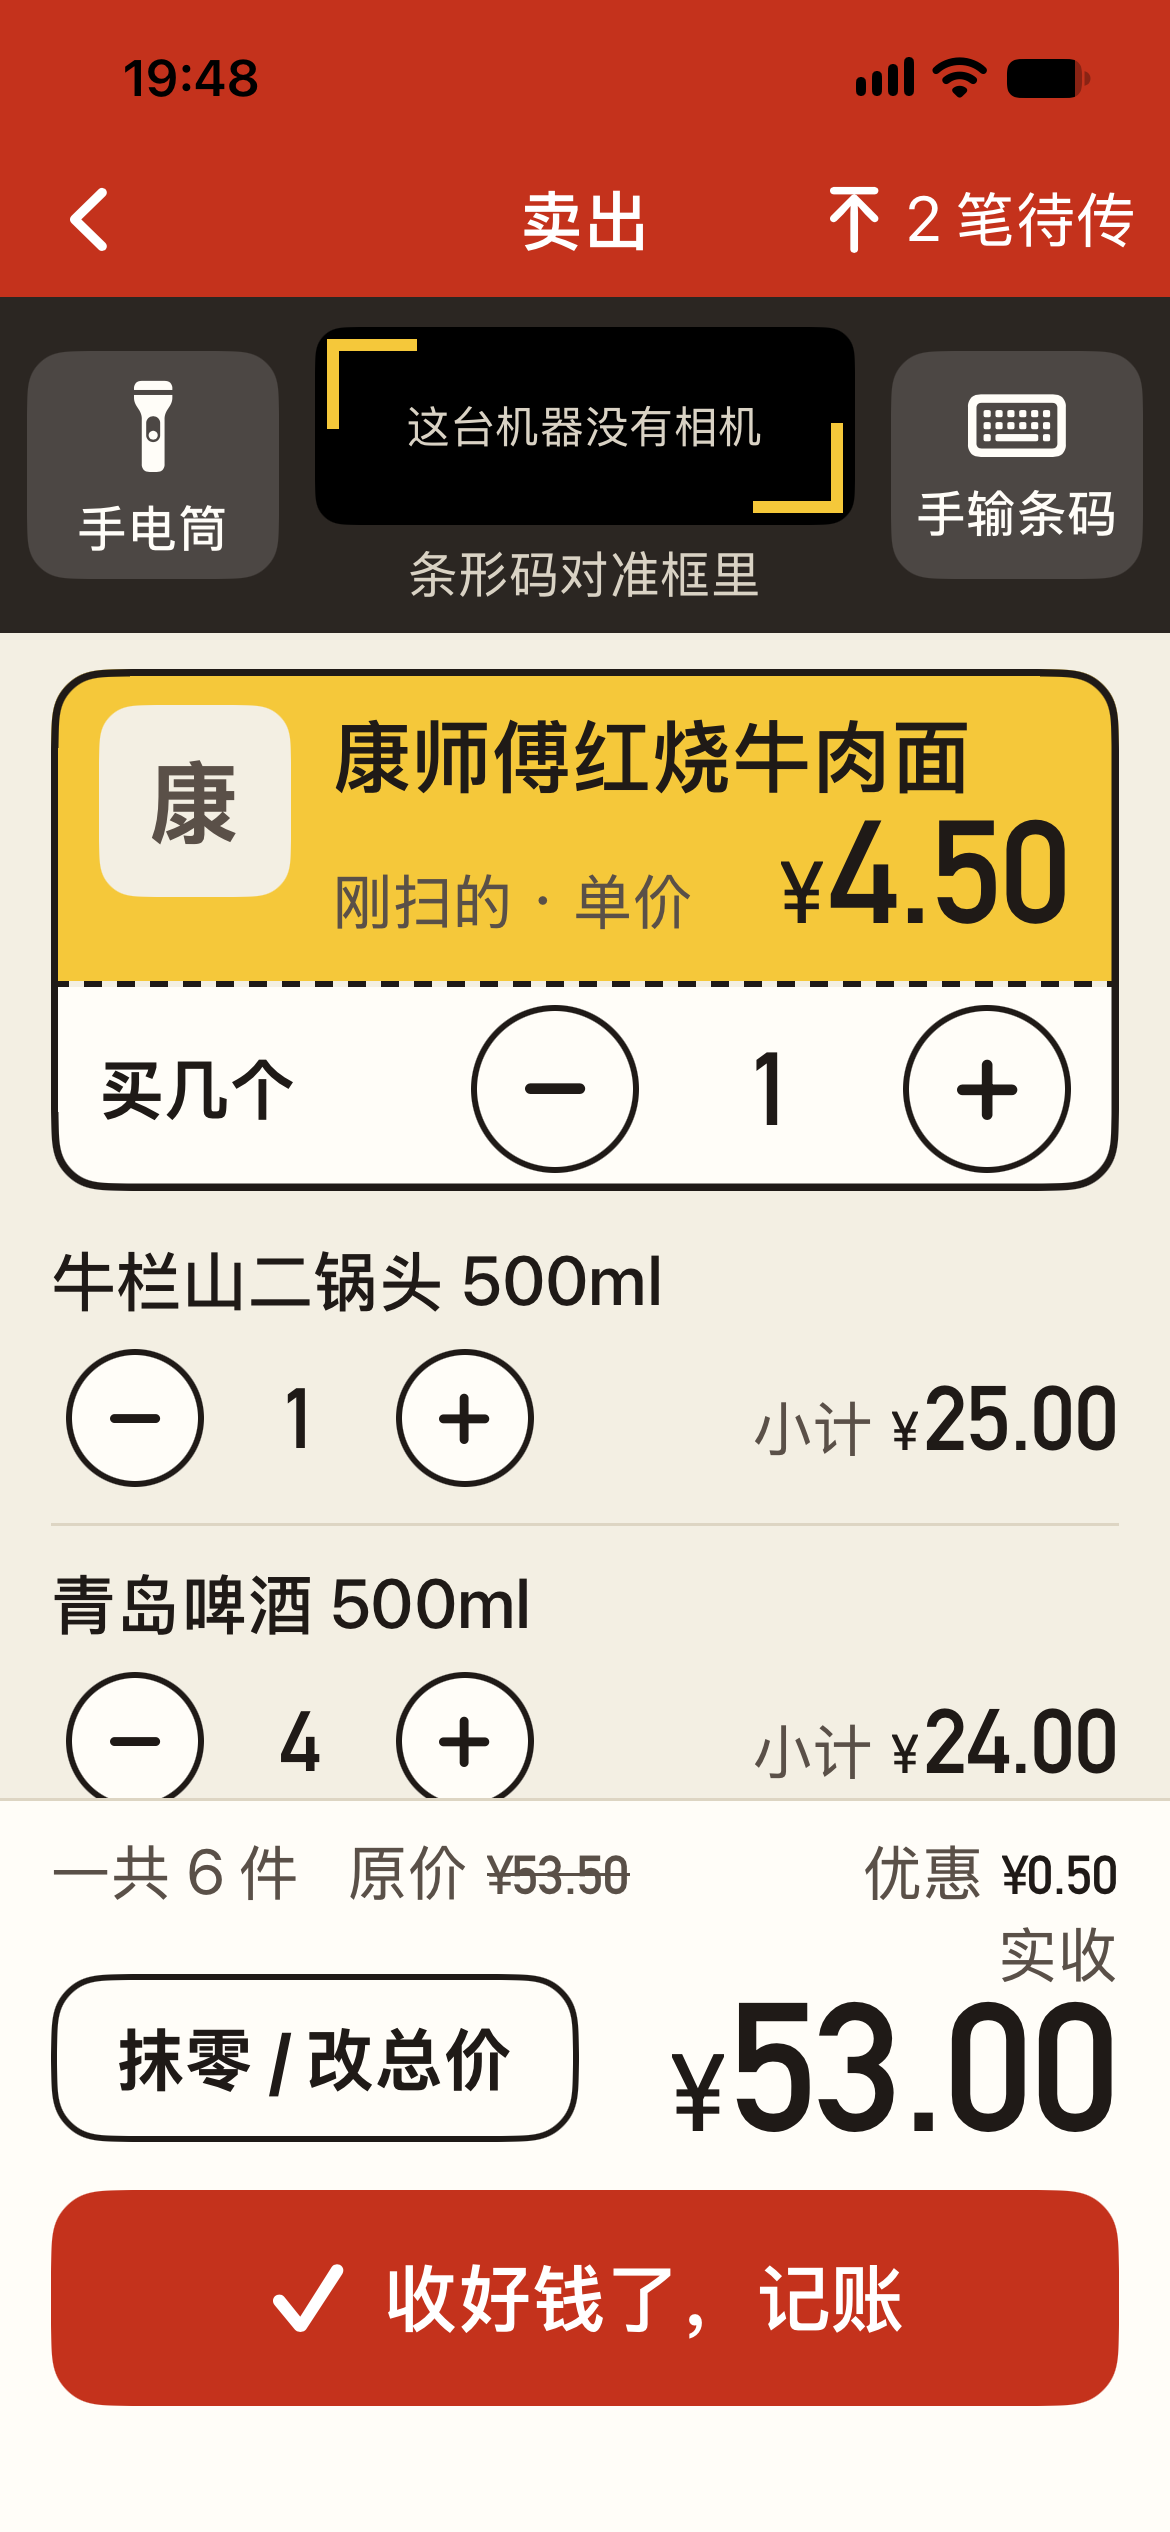 19:48
卖出
2 笔待传
手电筒
这台机器没有相机
条形码对准框里
手输条码
康
康师傅红烧牛肉面
刚扫的 · 单价
¥4.50
买几个
1
牛栏山二锅头 500ml
1
小计 ¥25.00
青岛啤酒 500ml
4
小计 ¥24.00
一共 6 件 原价 ¥53.50
优惠 ¥0.50
实收
抹零 / 改总价
¥53.00
收好钱了，记账